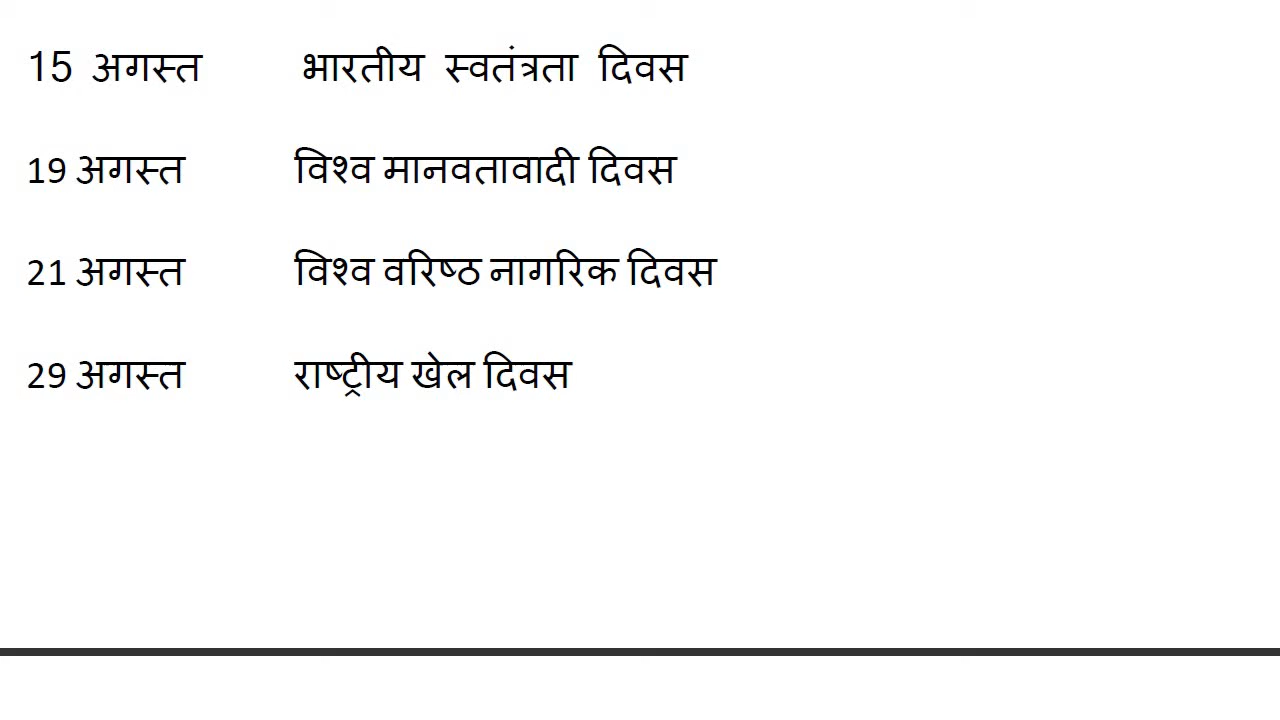 15 अगस्त भारतीय स्वतंत्रता दिवस
19 अगस्त विश्व मानवतावादी दिवस
21 अगस्त विश्व वरिष्ठ नागरिक दिवस
29 अगस्त राष्ट्रीय खेल दिवस